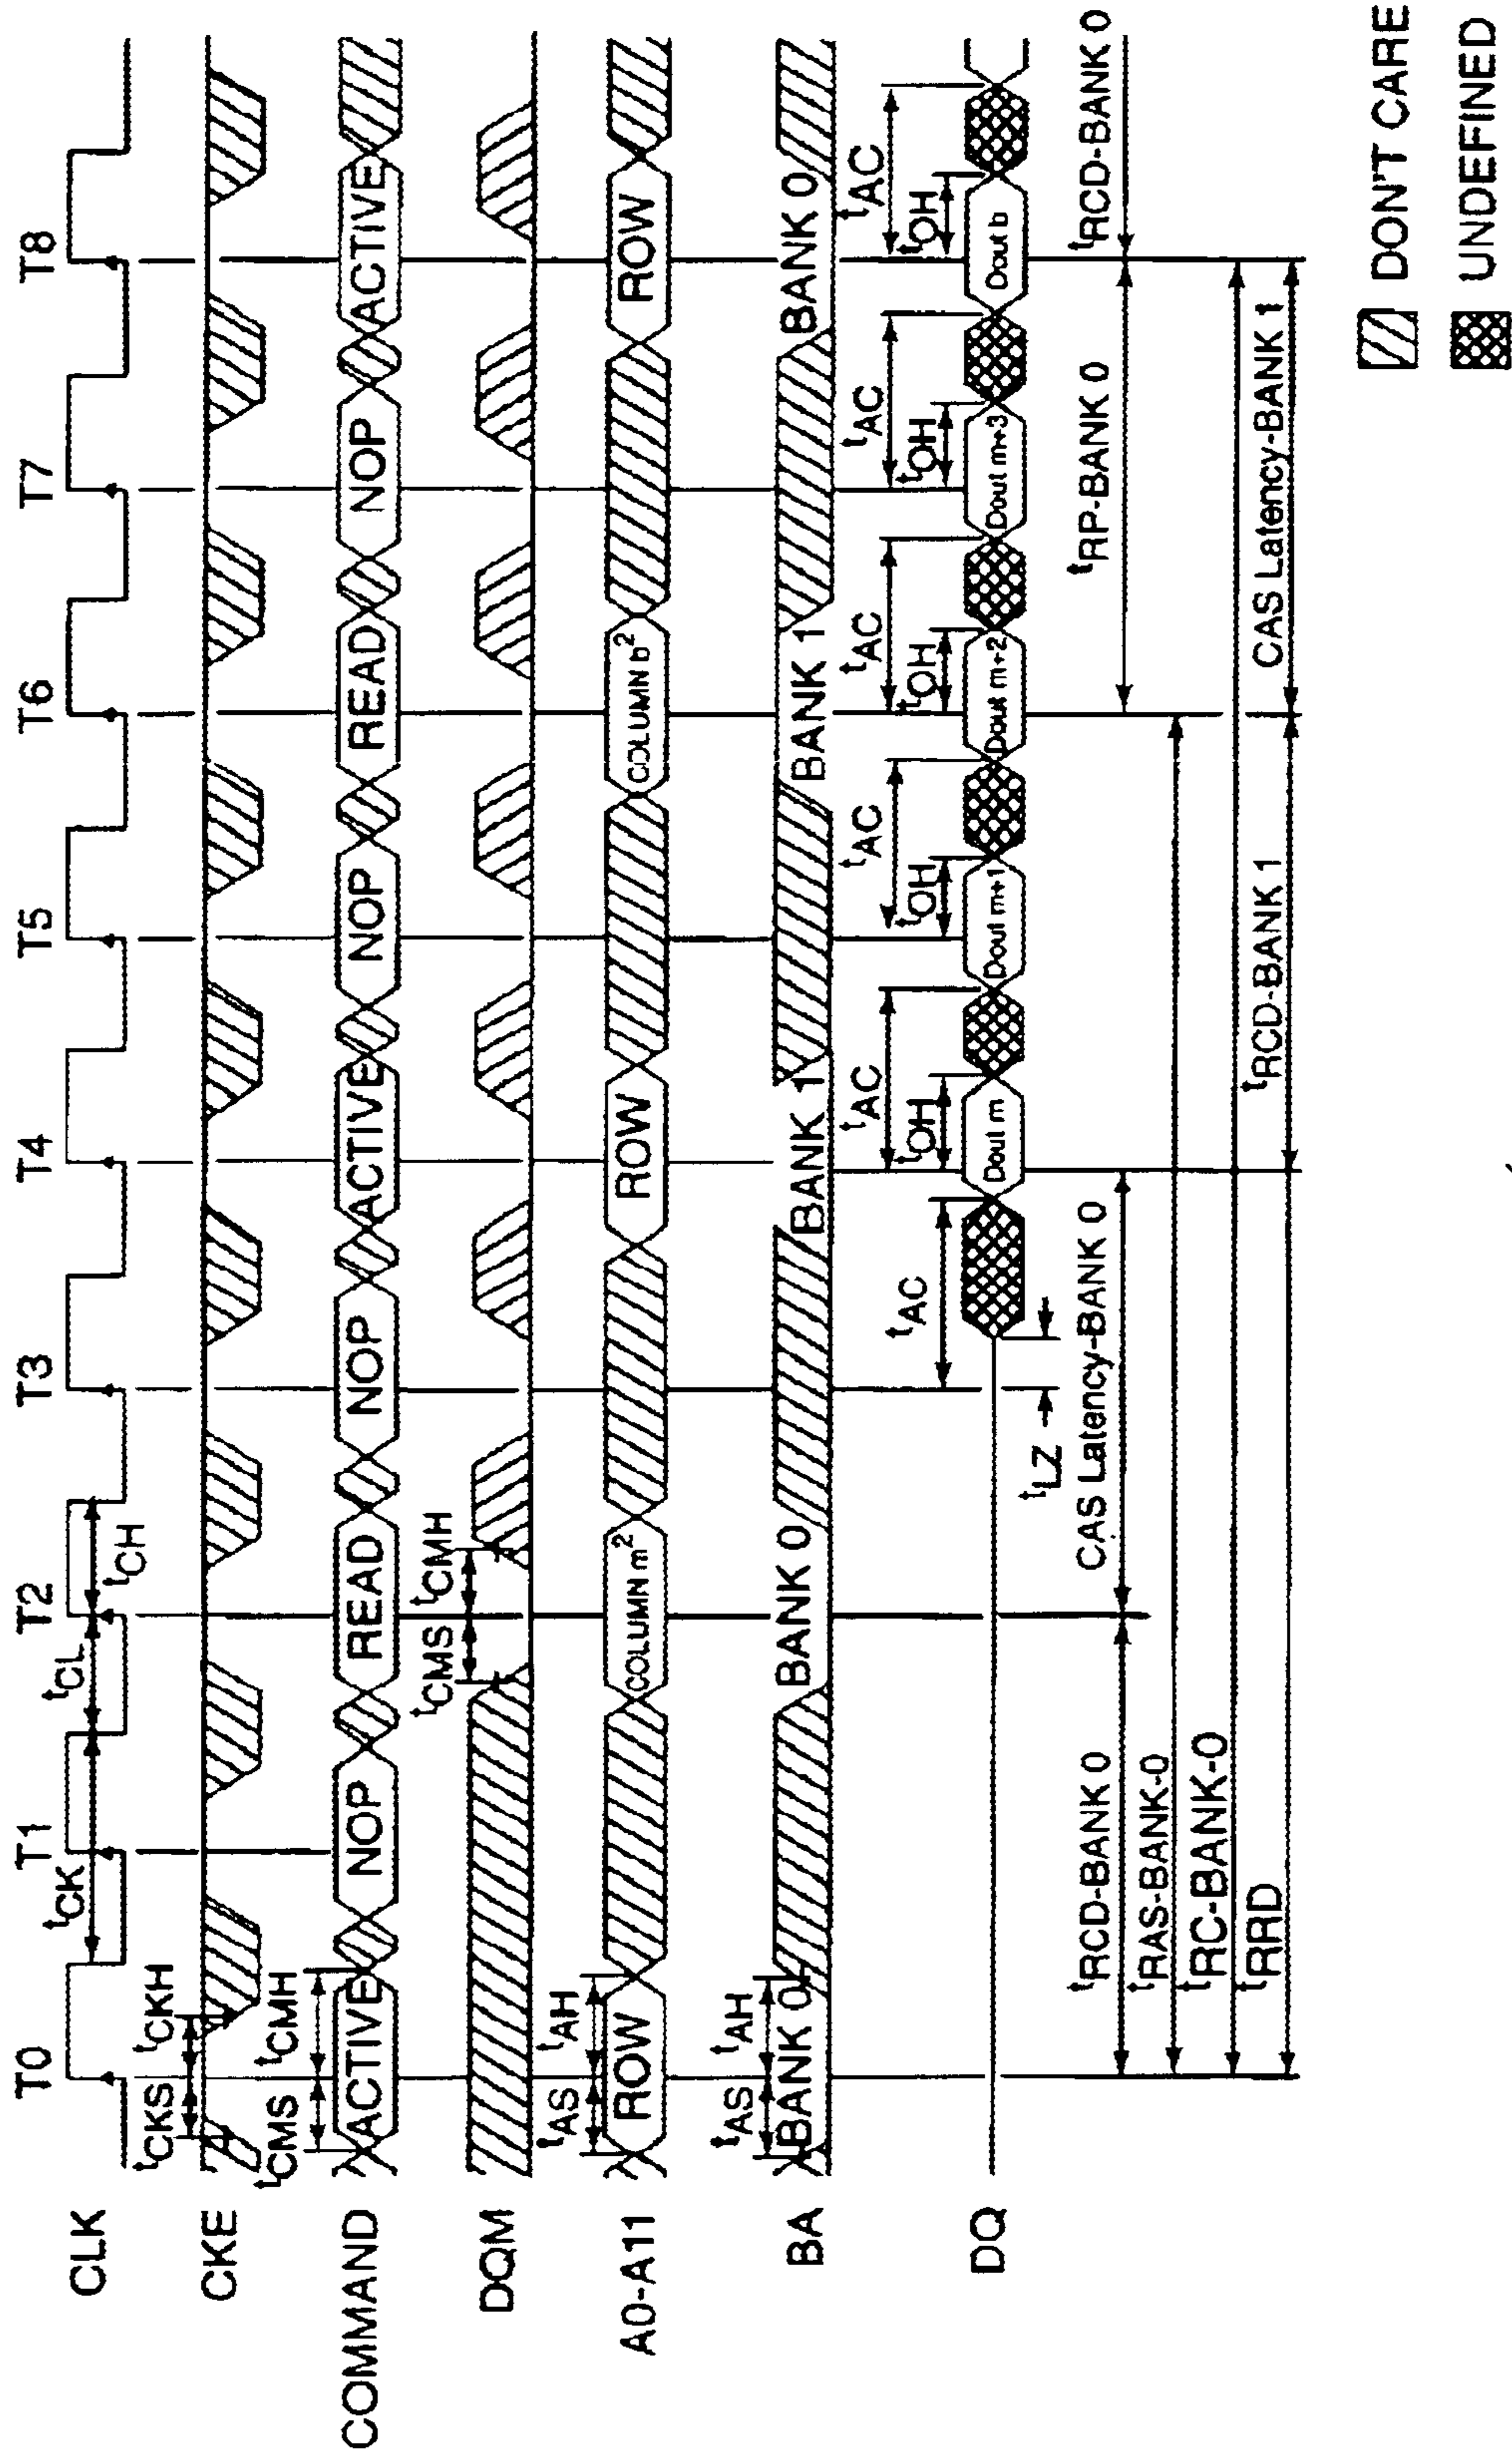 T0 T1 T2 T3 T4 T5 T6 T7 T8
CLK
tCK tCL tCH
CKE
tCKS tCKH
COMMAND
tCMS tCMH
ACTIVE NOP READ NOP ACTIVE NOP READ NOP ACTIVE
DQM
tCMS tCMH
A0-A11
tAS tAH
ROW COLUMN m2 ROW COLUMN b2 ROW
BA
tAS tAH
BANK 0 BANK 0 BANK 1 BANK 1 BANK 0
tAC tAC tAC tAC tAC tAC
tOH tOH tOH tOH tOH
DQ
Dout m Dout m+1 Dout m+2 Dout m+3 Dout b
tLZ
tRCD-BANK 0 CAS Latency-BANK 0 tRP-BANK 0 tRCD-BANK 0
tRAS-BANK-0
tRC-BANK-0
tRRD tRCD-BANK 1 CAS Latency-BANK 1
DON'T CARE
UNDEFINED